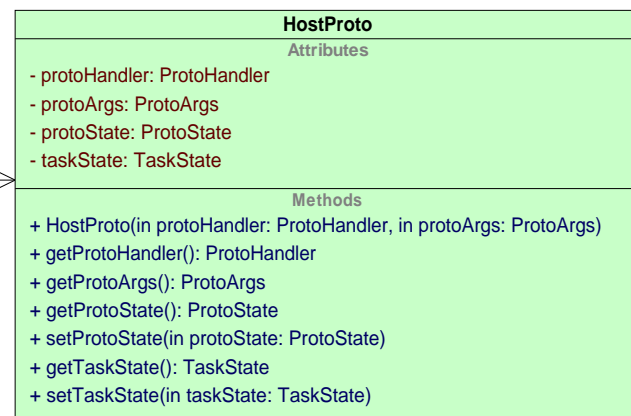 HostProto
Attributes
- protoHandler: ProtoHandler
- protoArgs: ProtoArgs
- protoState: ProtoState
- taskState: TaskState
Methods
+ HostProto(in protoHandler: ProtoHandler, in protoArgs: ProtoArgs)
+ getProtoHandler(): ProtoHandler
+ getProtoArgs(): ProtoArgs
+ getProtoState(): ProtoState
+ setProtoState(in protoState: ProtoState)
+ getTaskState(): TaskState
+ setTaskState(in taskState: TaskState)